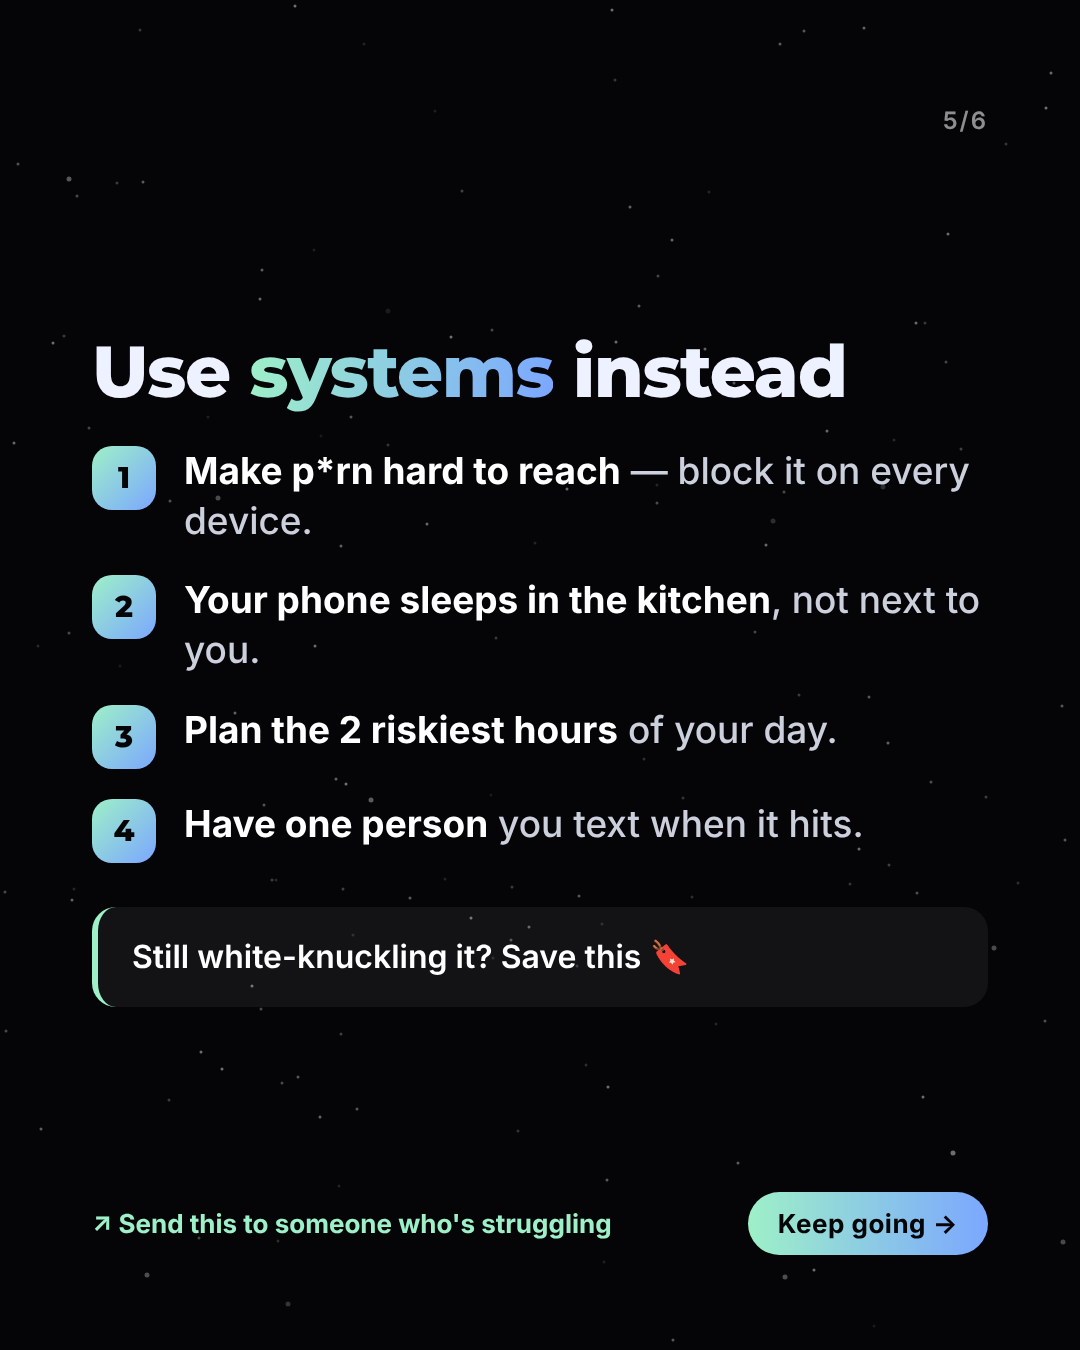 5/6
Use systems instead
1
Make p*rn hard to reach — block it on every
device.
2
Your phone sleeps in the kitchen, not next to
you.
3
Plan the 2 riskiest hours of your day.
4
Have one person you text when it hits.
Still white-knuckling it? Save this 🔖
↗ Send this to someone who's struggling
Keep going →